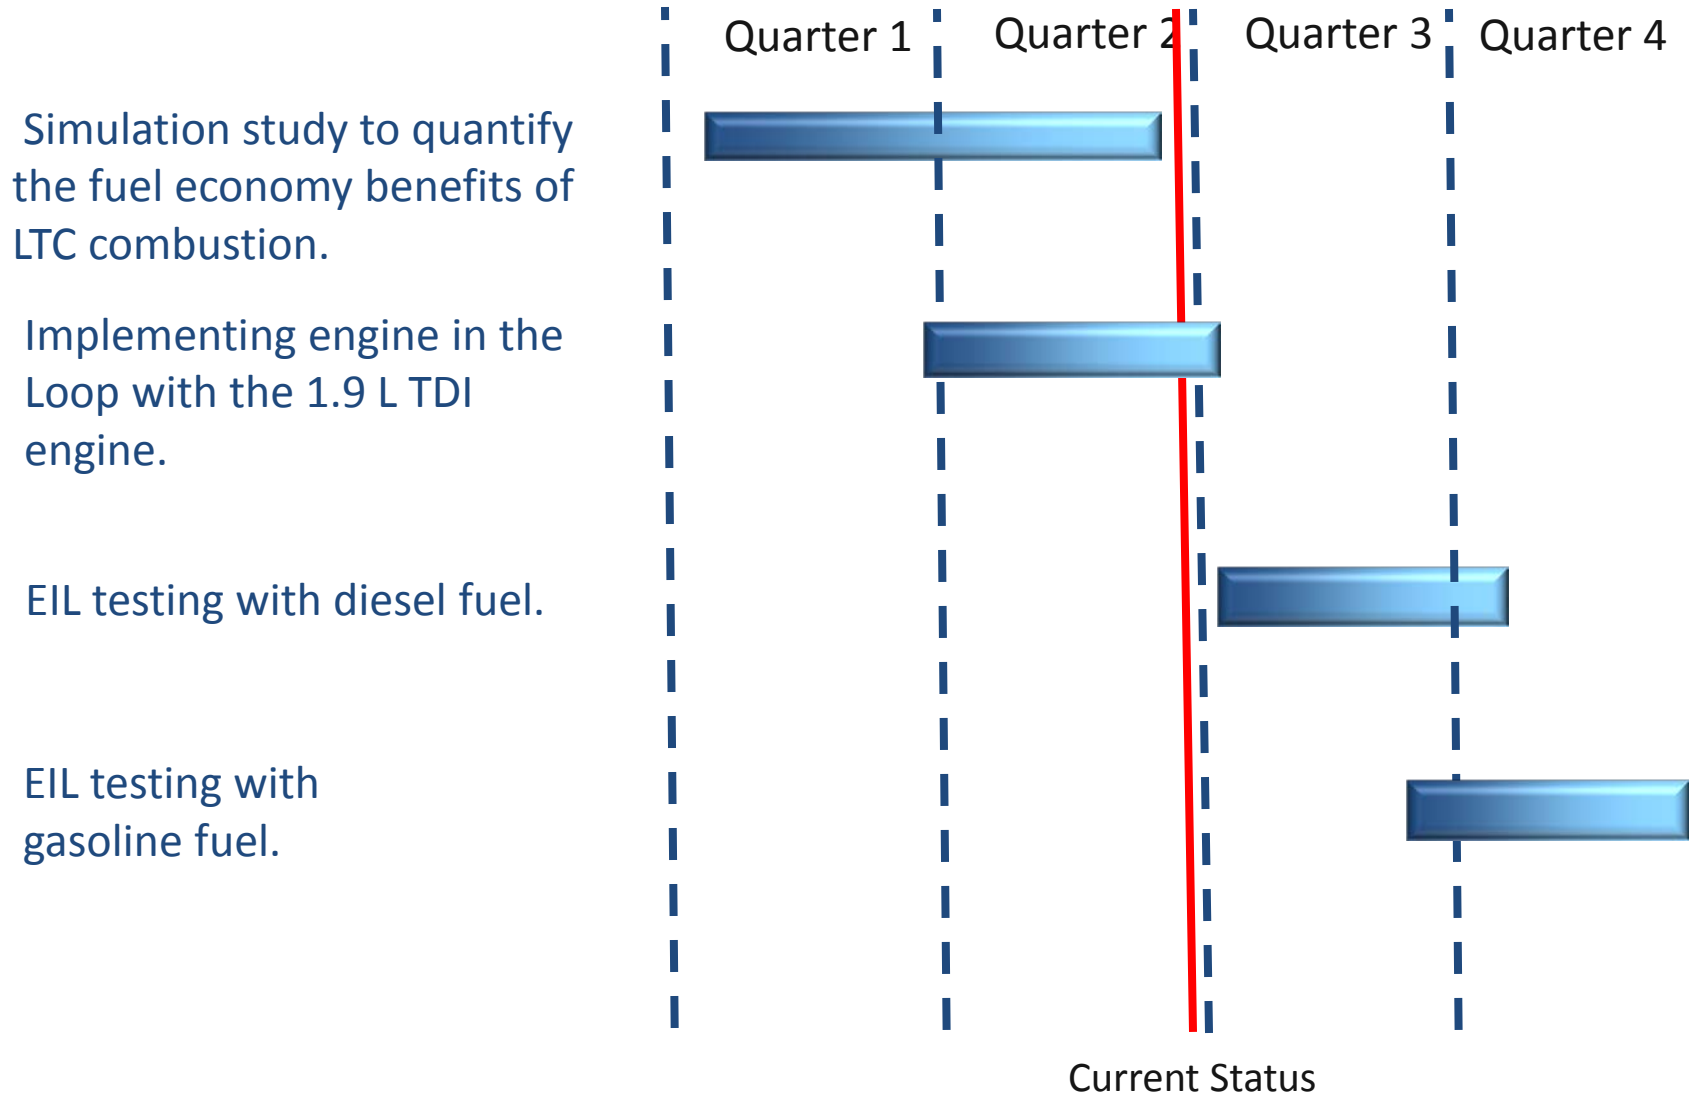 Quarter 1 Quarter 2 Quarter 3 Quarter 4
Simulation study to quantify
the fuel economy benefits of
LTC combustion.
Implementing engine in the
Loop with the 1.9 L TDI
engine.
EIL testing with diesel fuel.
EIL testing with
gasoline fuel.
Current Status